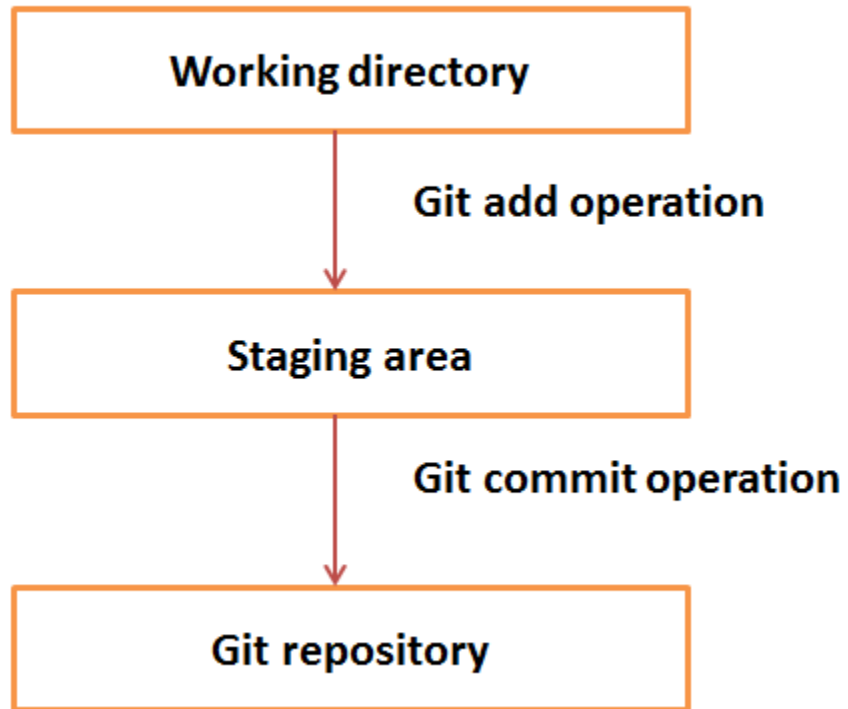 Working directory
Git add operation
Staging area
Git commit operation
Git repository